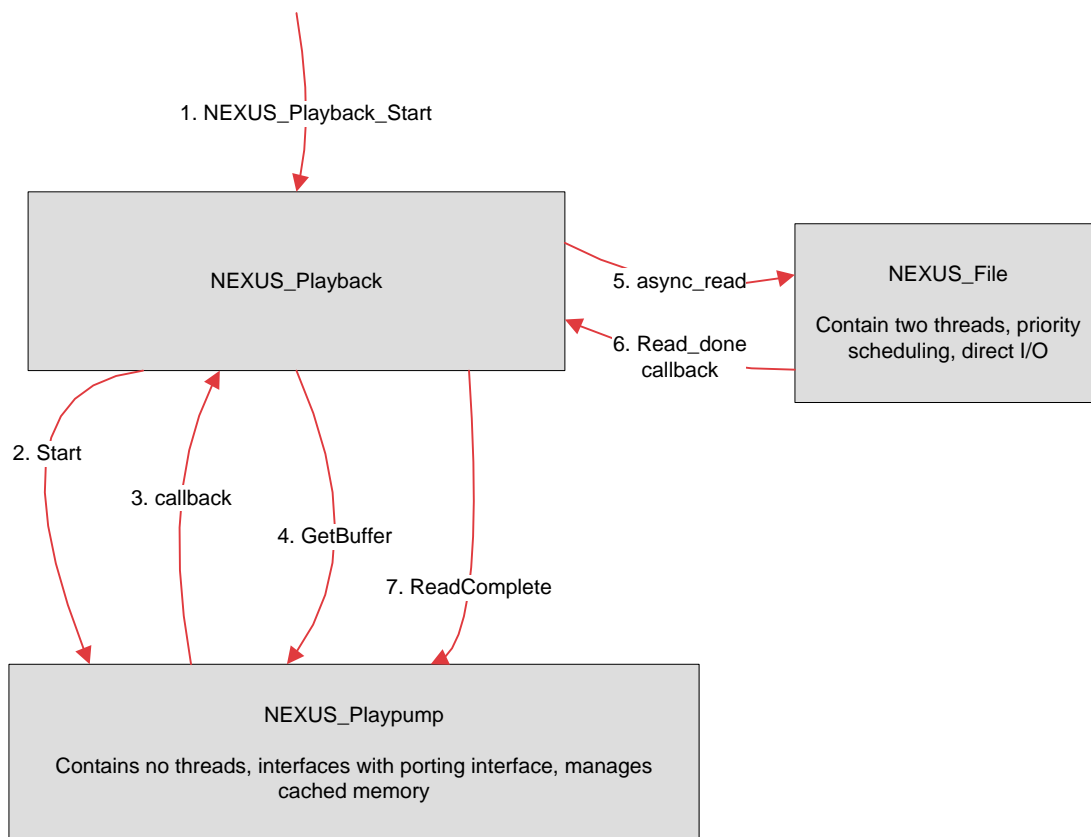 1. NEXUS_Playback_Start
NEXUS_Playback
NEXUS_File
Contain two threads, priority
scheduling, direct I/O
5. async_read
6. Read_done
callback
2. Start
3. callback
4. GetBuffer
7. ReadComplete
NEXUS_Playpump
Contains no threads, interfaces with porting interface, manages
cached memory